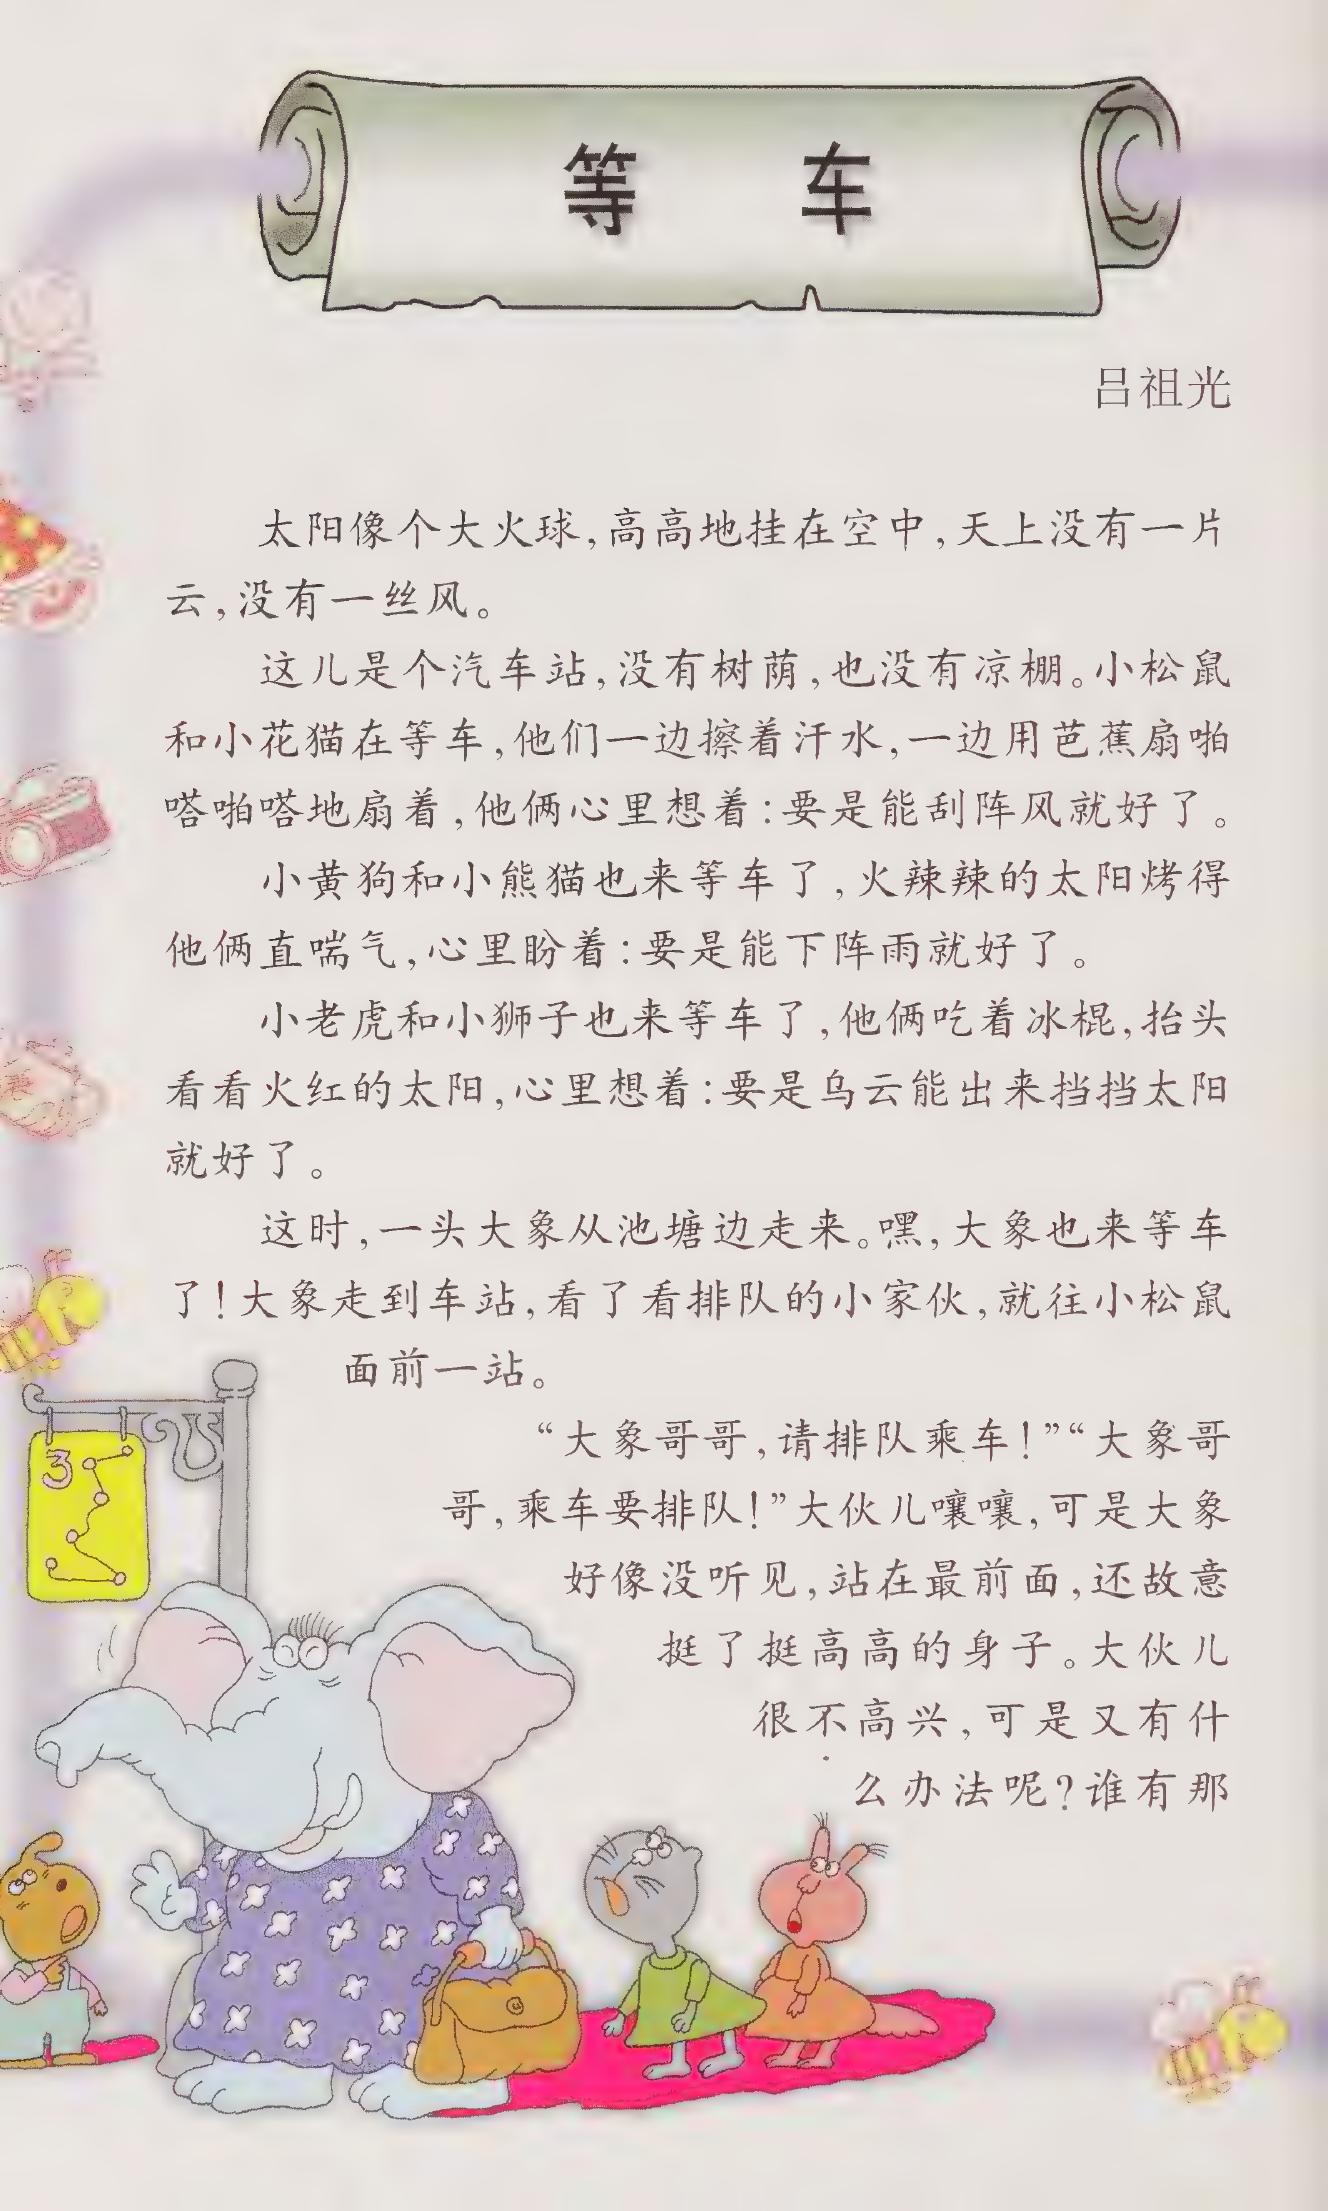 等 车
吕祖光
太阳像个大火球,高高地挂在空中,天上没有一片
云,没有一丝风。
这儿是个汽车站,没有树荫,也没有凉棚。小松鼠
和小花猫在等车,他们一边擦着汗水,一边用芭蕉扇啪
嗒啪嗒地扇着,他俩心里想着:要是能刮阵风就好了。
小黄狗和小熊猫也来等车了,火辣辣的太阳烤得
他俩直喘气,心里盼着:要是能下阵雨就好了。
小老虎和小狮子也来等车了,他俩吃着冰棍,抬头
看看火红的太阳,心里想着:要是乌云能出来挡挡太阳
就好了。
这时,一头大象从池塘边走来。嘿,大象也来等车
了!大象走到车站,看了看排队的小家伙,就往小松鼠
面前一站。
“大象哥哥,请排队乘车!”“大象哥
哥,乘车要排队!”大伙儿嚷嚷,可是大象
好像没听见,站在最前面,还故意
挺了挺高高的身子。大伙儿
很不高兴,可是又有什
么办法呢?谁有那
3